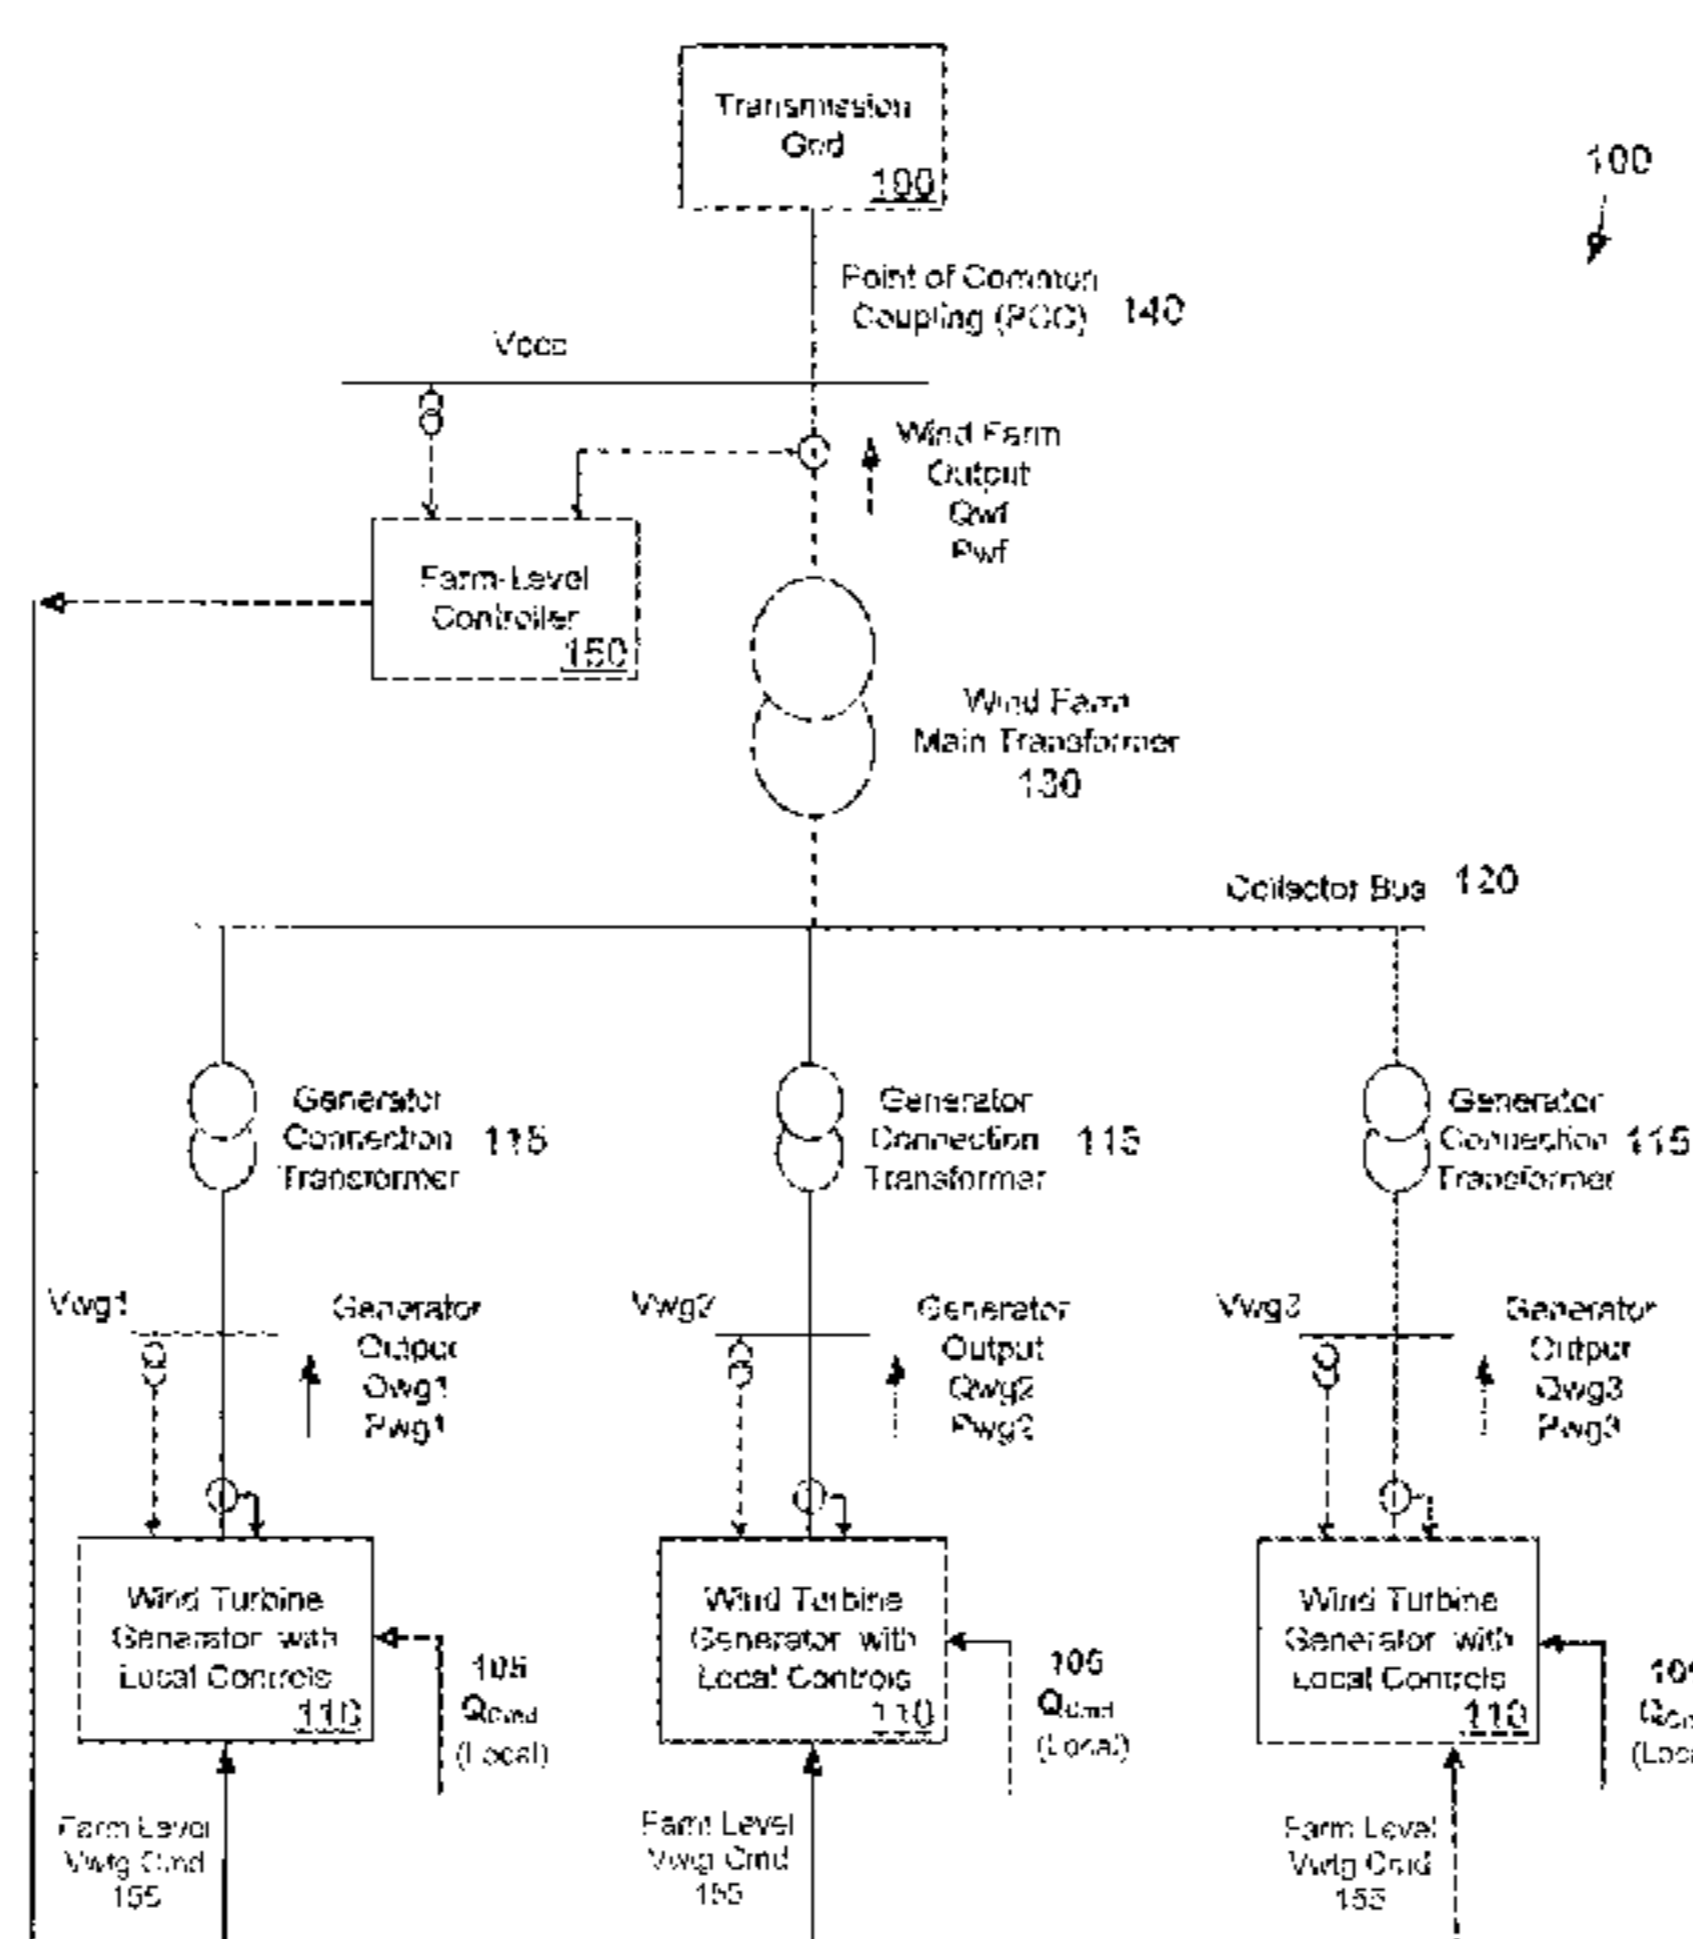 Transmission
Grid
190
100
Point of Common
Coupling (PCC) 140
Vpcc
Wind Farm
Output
Qwf
Pwf
Farm-Level
Controller
150
Wind Farm
Main Transformer
130
Collector Bus 120
Generator
Connection 115
Transformer
Generator
Connection 115
Transformer
Generator
Connection 115
Transformer
Vwg1
Generator
Output
Qwg1
Pwg1
Vwg2
Generator
Output
Qwg2
Pwg2
Vwg3
Generator
Output
Qwg3
Pwg3
Wind Turbine
Generator with
Local Controls
110
105
Qcmd
(Local)
Wind Turbine
Generator with
Local Controls
110
105
Qcmd
(Local)
Wind Turbine
Generator with
Local Controls
110
Farm Level
Vwtg Cmd
155
Farm Level
Vwtg Cmd
155
Farm Level
Vwtg Cmd
155